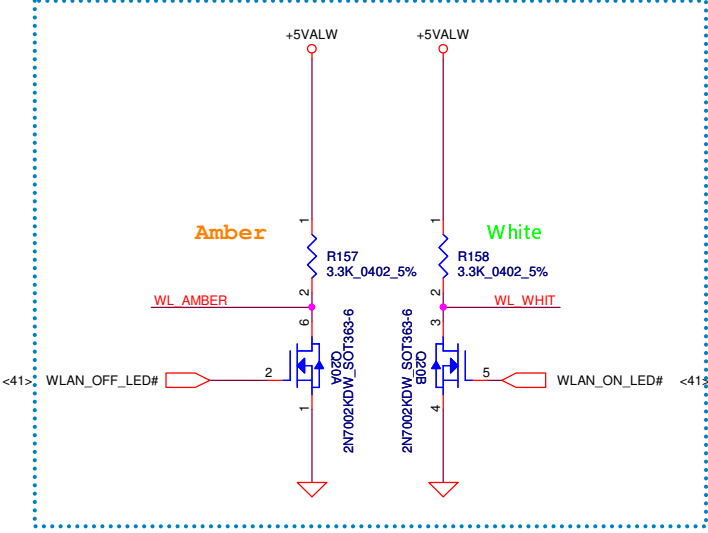 +5VALW
+5VALW
1
1
Amber
White
R157
3.3K_0402_5%
R158
3.3K_0402_5%
2
2
WL_AMBER
WL_WHIT
6
3
2N7002KDW_SOT363-6
Q20A
2N7002KDW_SOT363-6
Q20B
<41>
WLAN_OFF_LED#
2
5
WLAN_ON_LED#
<41>
1
4